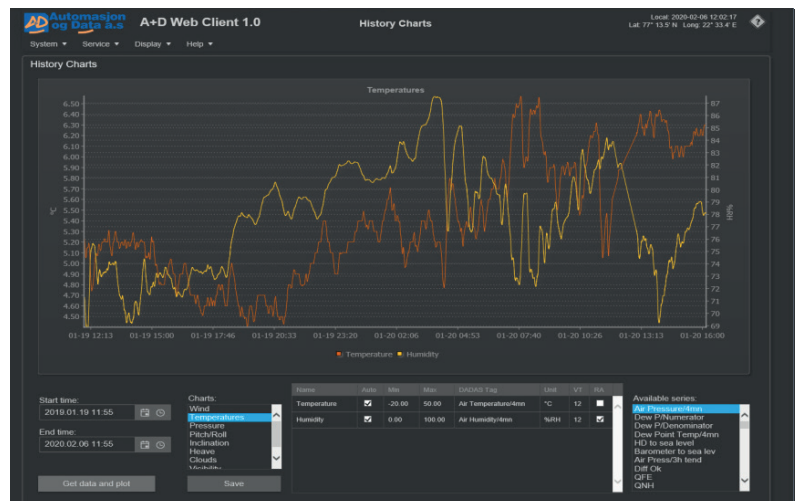 Automasjon
og Data a.s
A+D Web Client 1.0
History Charts
Local: 2020-02-06 12:02:17
Lat: 77° 13.5' N Long: 22° 33.4' E
System Service Display Help
History Charts
Temperatures
6.50
6.40
6.30
6.20
6.10
6.00
5.90
5.80
5.70
5.60
5.50
5.40
5.30
5.20
5.10
5.00
4.90
4.80
4.70
4.60
4.50
°C
87
86
85
84
83
82
81
80
79
78
77
76
75
74
73
72
71
70
69
%RH
01-19 12:13 01-19 15:00 01-19 17:46 01-19 20:33 01-19 23:20 01-20 02:06 01-20 04:53 01-20 07:40 01-20 10:26 01-20 13:13 01-20 16:00
Temperature Humidity
Start time:
2019.01.19 11:55
End time:
2020.02.06 11:55
Get data and plot
Charts:
Wind
Temperatures
Pressure
Pitch/Roll
Inclination
Heave
Clouds
Visibility
Save
Name Auto Min Max DADAS Tag Unit VT RA
Temperature -20.00 50.00 Air Temperature/4mn °C 12
Humidity 0.00 100.00 Air Humidity/4mn %RH 12
Available series:
Air Pressure/4mn
Dew P/Numerator
Dew P/Denominator
Dew Point Temp/4mn
HD to sea level
Barometer to sea lev
Air Press/3h tend
Diff Ok
QFE
QNH